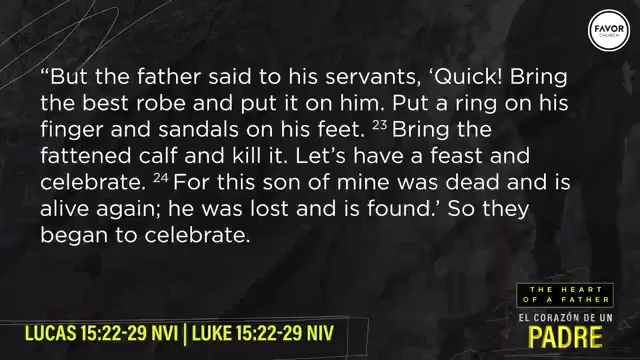 FAVOR
CHURCH
“But the father said to his servants, ‘Quick! Bring
the best robe and put it on him. Put a ring on his
finger and sandals on his feet. 23 Bring the
fattened calf and kill it. Let’s have a feast and
celebrate. 24 For this son of mine was dead and is
alive again; he was lost and is found.’ So they
began to celebrate.
THE HEART
OF A FATHER
EL CORAZÓN DE UN
PADRE
LUCAS 15:22-29 NVI | LUKE 15:22-29 NIV